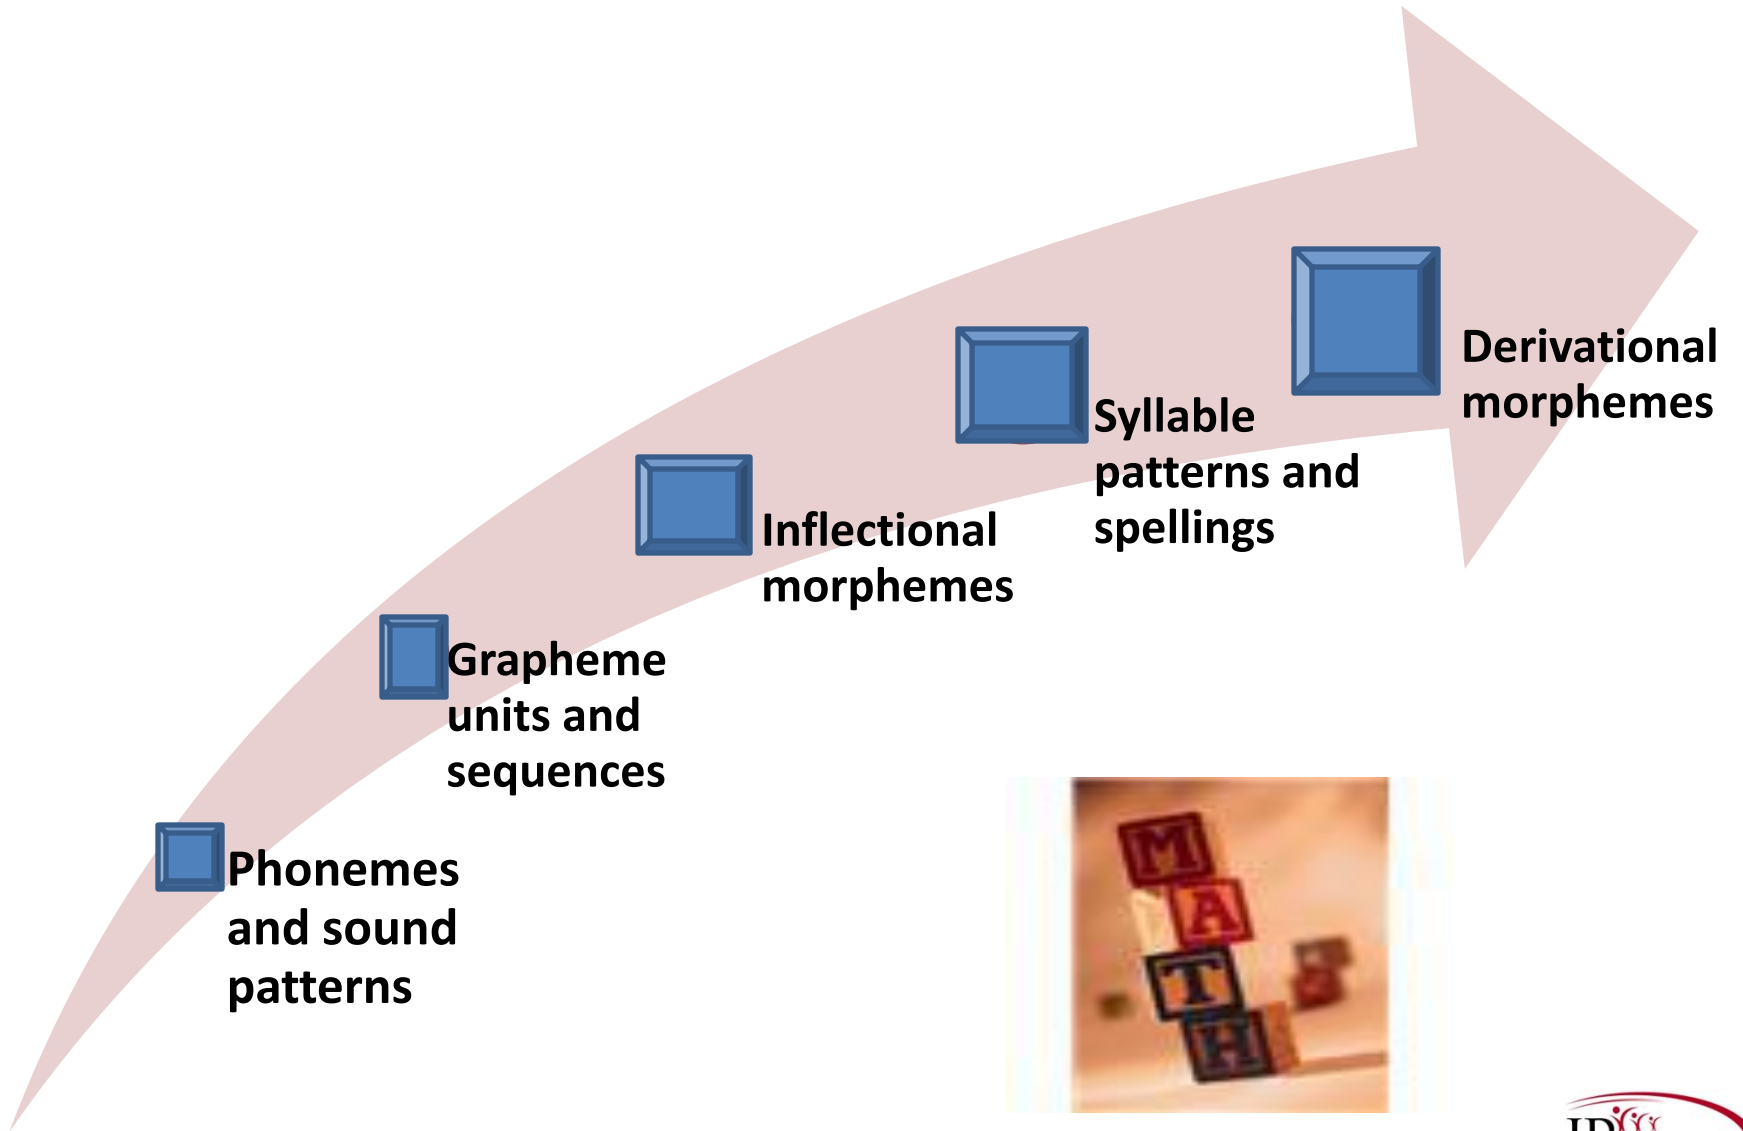 Derivational
morphemes
Syllable
patterns and
spellings
Inflectional
morphemes
Grapheme
units and
sequences
Phonemes
and sound
patterns
M
A
T
H